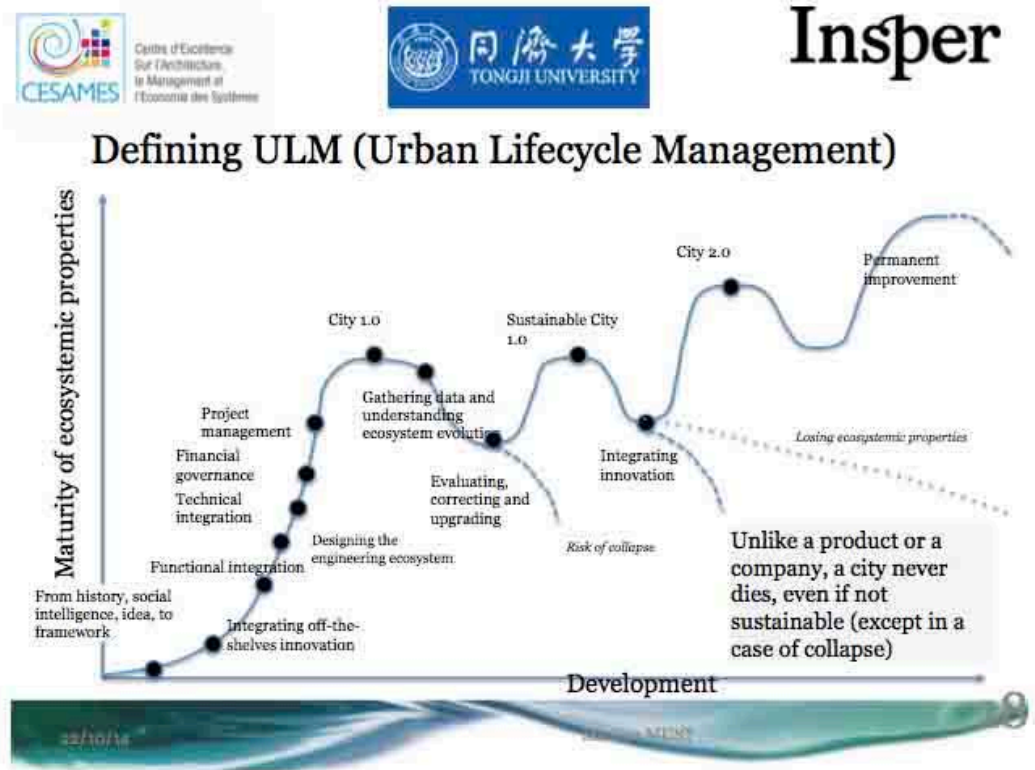 CESAMES
Centre d'Excellence
Sur l'Architecture,
le Management et
l'Economie des Systèmes
同濟大學
TONGJI UNIVERSITY
Insper
Defining ULM (Urban Lifecycle Management)
Maturity of ecosystemic properties
City 2.0
Permanent
improvement
City 1.0
Sustainable City
1.0
Gathering data and
understanding
ecosystem evolution
Project
management
Losing ecosystemic properties
Financial
governance
Integrating
innovation
Evaluating,
correcting and
upgrading
Technical
integration
Designing the
engineering ecosystem
Risk of collapse
Functional integration
Unlike a product or a
company, a city never
dies, even if not
sustainable (except in a
case of collapse)
From history, social
intelligence, idea, to
framework
Integrating off-the-
shelves innovation
Development
22/10/14
8